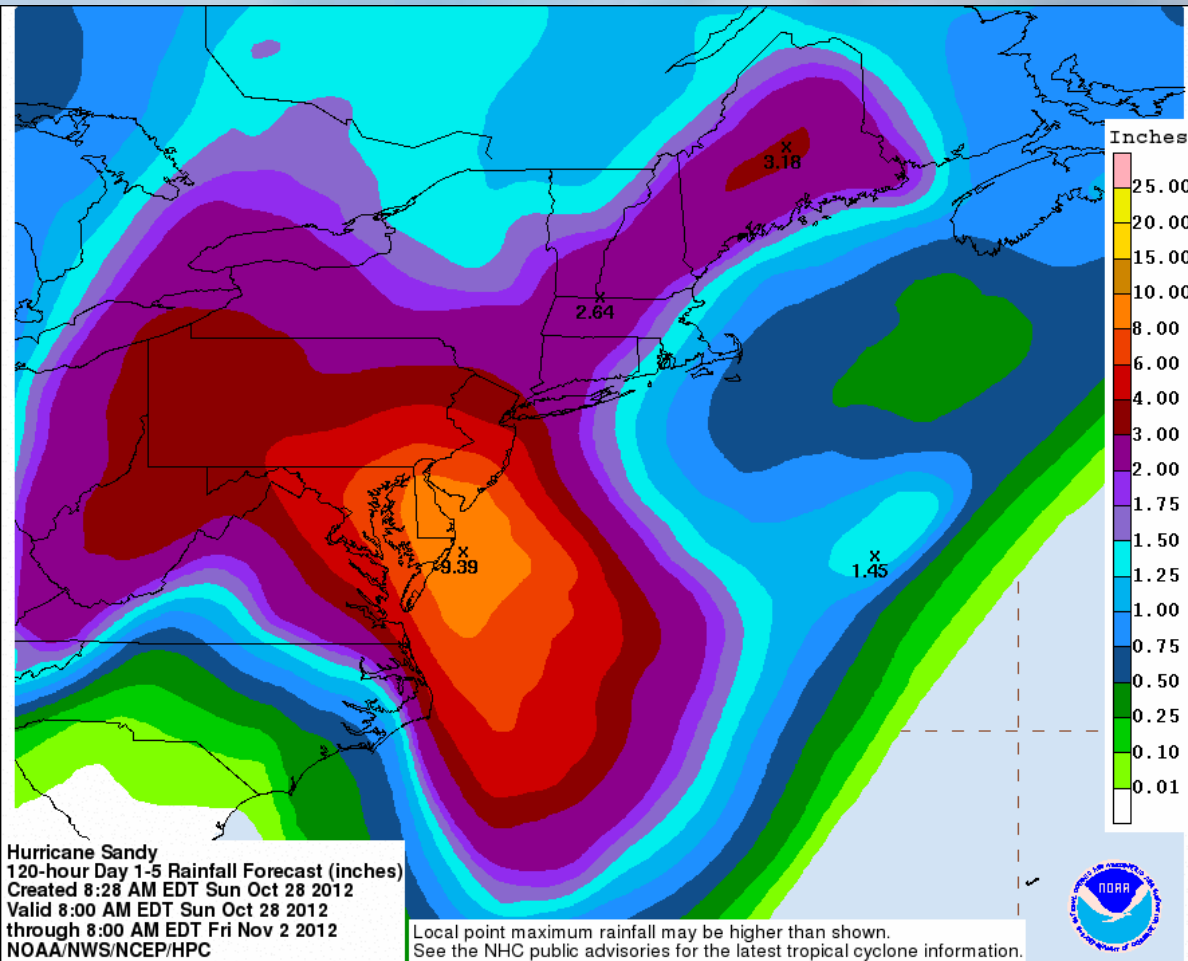 Inches
25.00
20.00
15.00
10.00
8.00
6.00
4.00
3.00
2.00
1.75
1.50
1.25
1.00
0.75
0.50
0.25
0.10
0.01
x
3.18
x
2.64
x
9.39
x
1.45
Hurricane Sandy
120-hour Day 1-5 Rainfall Forecast (inches)
Created 8:28 AM EDT Sun Oct 28 2012
Valid 8:00 AM EDT Sun Oct 28 2012
through 8:00 AM EDT Fri Nov 2 2012
NOAA/NWS/NCEP/HPC
Local point maximum rainfall may be higher than shown.
See the NHC public advisories for the latest tropical cyclone information.
NOAA